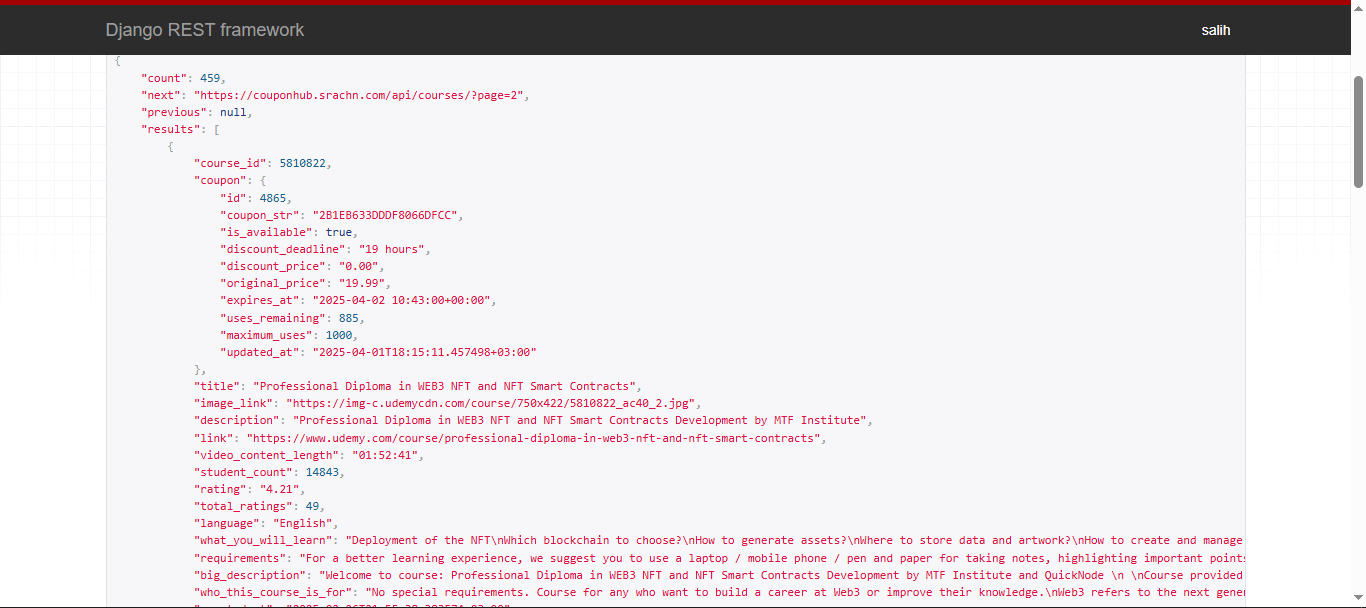 Django REST framework
salih
{
"count": 459,
"next": "https://couponhub.srachn.com/api/courses/?page=2",
"previous": null,
"results": [
{
"course_id": 5810822,
"coupon": {
"id": 4865,
"coupon_str": "2B1EB633DDDF8066DFCC",
"is_available": true,
"discount_deadline": "19 hours",
"discount_price": "0.00",
"original_price": "19.99",
"expires_at": "2025-04-02 10:43:00+00:00",
"uses_remaining": 885,
"maximum_uses": 1000,
"updated_at": "2025-04-01T18:15:11.457498+03:00"
},
"title": "Professional Diploma in WEB3 NFT and NFT Smart Contracts",
"image_link": "https://img-c.udemycdn.com/course/750x422/5810822_ac40_2.jpg",
"description": "Professional Diploma in WEB3 NFT and NFT Smart Contracts Development by MTF Institute",
"link": "https://www.udemy.com/course/professional-diploma-in-web3-nft-and-nft-smart-contracts",
"video_content_length": "01:52:41",
"student_count": 14843,
"rating": "4.21",
"total_ratings": 49,
"language": "English",
"what_you_will_learn": "Deployment of the NFT\nWhich blockchain to choose?\nHow to generate assets?\nWhere to store data and artwork?\nHow to create and manage
"requirements": "For a better learning experience, we suggest you to use a laptop / mobile phone / pen and paper for taking notes, highlighting important points
"big_description": "Welcome to course: Professional Diploma in WEB3 NFT and NFT Smart Contracts Development by MTF Institute and QuickNode \n \nCourse provided
"who_this_course_is_for": "No special requirements. Course for any who want to build a career at Web3 or improve their knowledge.\nWeb3 refers to the next gener